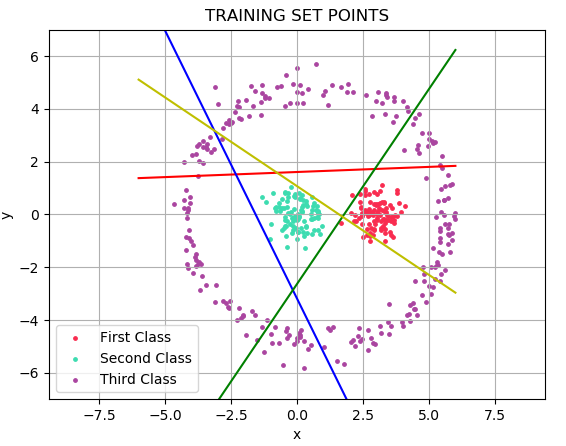 TRAINING SET POINTS
6
4
2
0
−2
−4
−6
y
First Class
Second Class
Third Class
−7.5 −5.0 −2.5 0.0 2.5 5.0 7.5
x